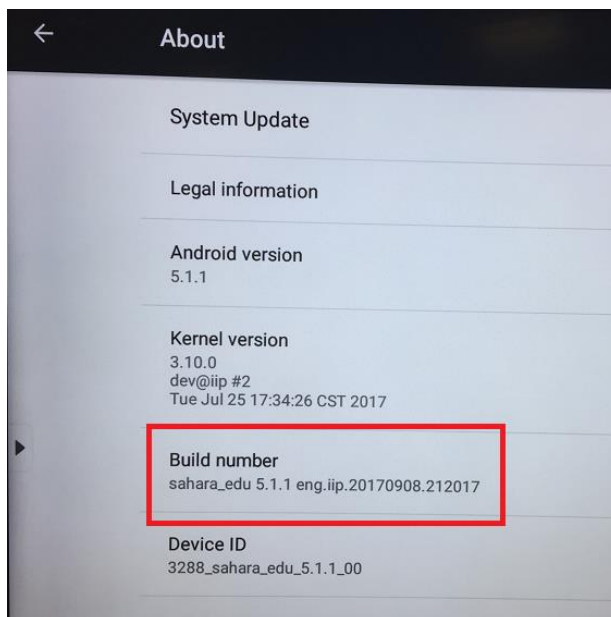 About
System Update
Legal information
Android version
5.1.1
Kernel version
3.10.0
dev@iip #2
Tue Jul 25 17:34:26 CST 2017
Build number
sahara_edu 5.1.1 eng.iip.20170908.212017
Device ID
3288_sahara_edu_5.1.1_00